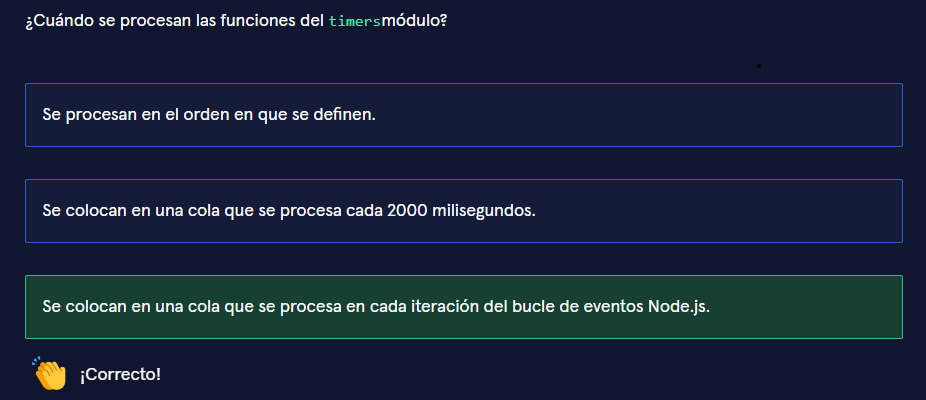 ¿Cuándo se procesan las funciones del timersmódulo?
Se procesan en el orden en que se definen.
Se colocan en una cola que se procesa cada 2000 milisegundos.
Se colocan en una cola que se procesa en cada iteración del bucle de eventos Node.js.
¡Correcto!